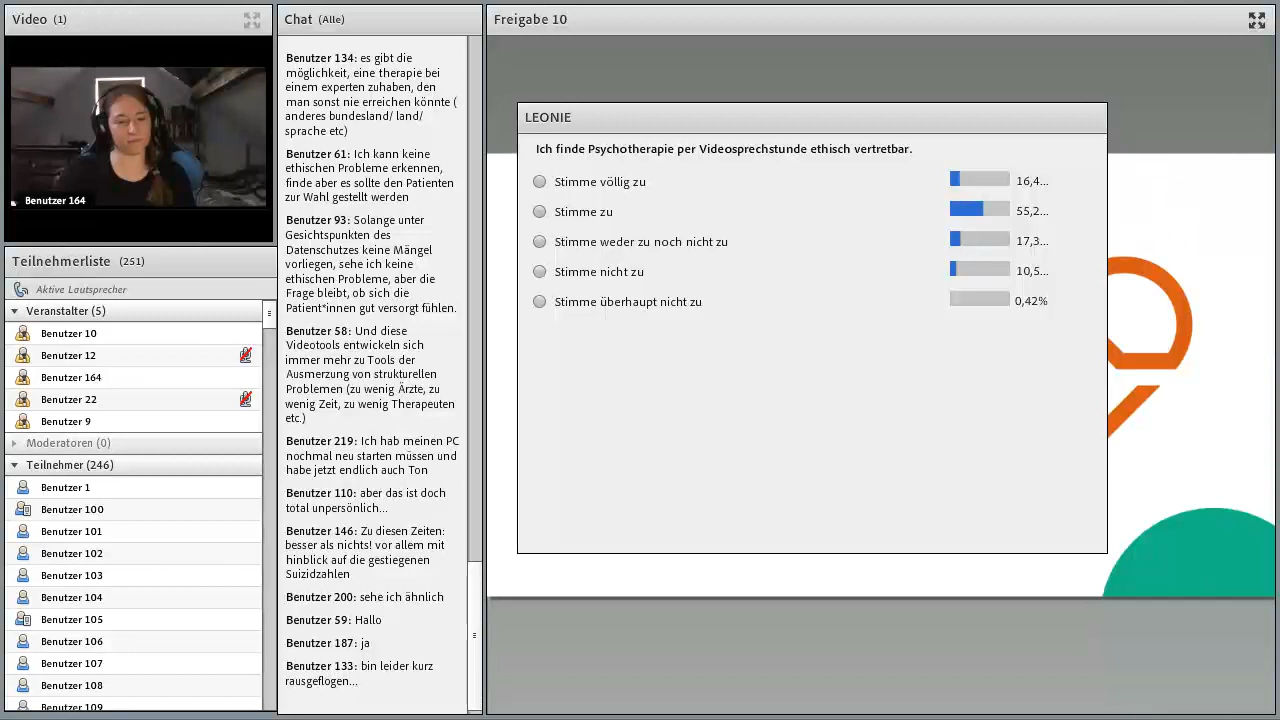 Video (1)
Benutzer 164
Teilnehmerliste (251)
Aktive Lautsprecher
Veranstalter (5)
Benutzer 10
Benutzer 12
Benutzer 164
Benutzer 22
Benutzer 9
Moderatoren (0)
Teilnehmer (246)
Benutzer 1
Benutzer 100
Benutzer 101
Benutzer 102
Benutzer 103
Benutzer 104
Benutzer 105
Benutzer 106
Benutzer 107
Benutzer 108
Benutzer 109
Chat (Alle)
Benutzer 134: es gibt die
möglichkeit, eine therapie bei
einem experten zuhaben, den
man sonst nie erreichen könnte (
anderes bundesland/ land/
sprache etc)
Benutzer 61: Ich kann keine
ethischen Probleme erkennen,
finde aber es sollte den Patienten
zur Wahl gestellt werden
Benutzer 93: Solange unter
Gesichtspunkten des
Datenschutzes keine Mängel
vorliegen, sehe ich keine
ethischen Probleme, aber die
Frage bleibt, ob sich die
Patient*innen gut versorgt fühlen.
Benutzer 58: Und diese
Videotools entwickeln sich
immer mehr zu Tools der
Ausmerzung von strukturellen
Problemen (zu wenig Ärzte, zu
wenig Zeit, zu wenig Therapeuten
etc.)
Benutzer 219: Ich hab meinen PC
nochmal neu starten müssen und
habe jetzt endlich auch Ton
Benutzer 110: aber das ist doch
total unpersönlich...
Benutzer 146: Zu diesen Zeiten:
besser als nichts! vor allem mit
hinblick auf die gestiegenen
Suizidzahlen
Benutzer 200: sehe ich ähnlich
Benutzer 59: Hallo
Benutzer 187: ja
Benutzer 133: bin leider kurz
rausgeflogen...
Freigabe 10
LEONIE
Ich finde Psychotherapie per Videosprechstunde ethisch vertretbar.
Stimme völlig zu 16,4...
Stimme zu 55,2...
Stimme weder zu noch nicht zu 17,3...
Stimme nicht zu 10,5...
Stimme überhaupt nicht zu 0,42%